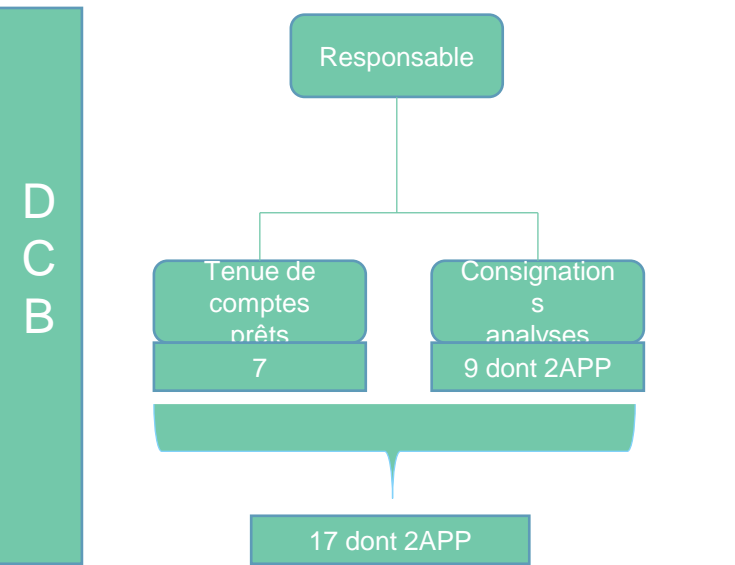 D
C
B
Responsable
Tenue de
comptes
prêts
7
Consignation
s
analyses
9 dont 2APP
17 dont 2APP